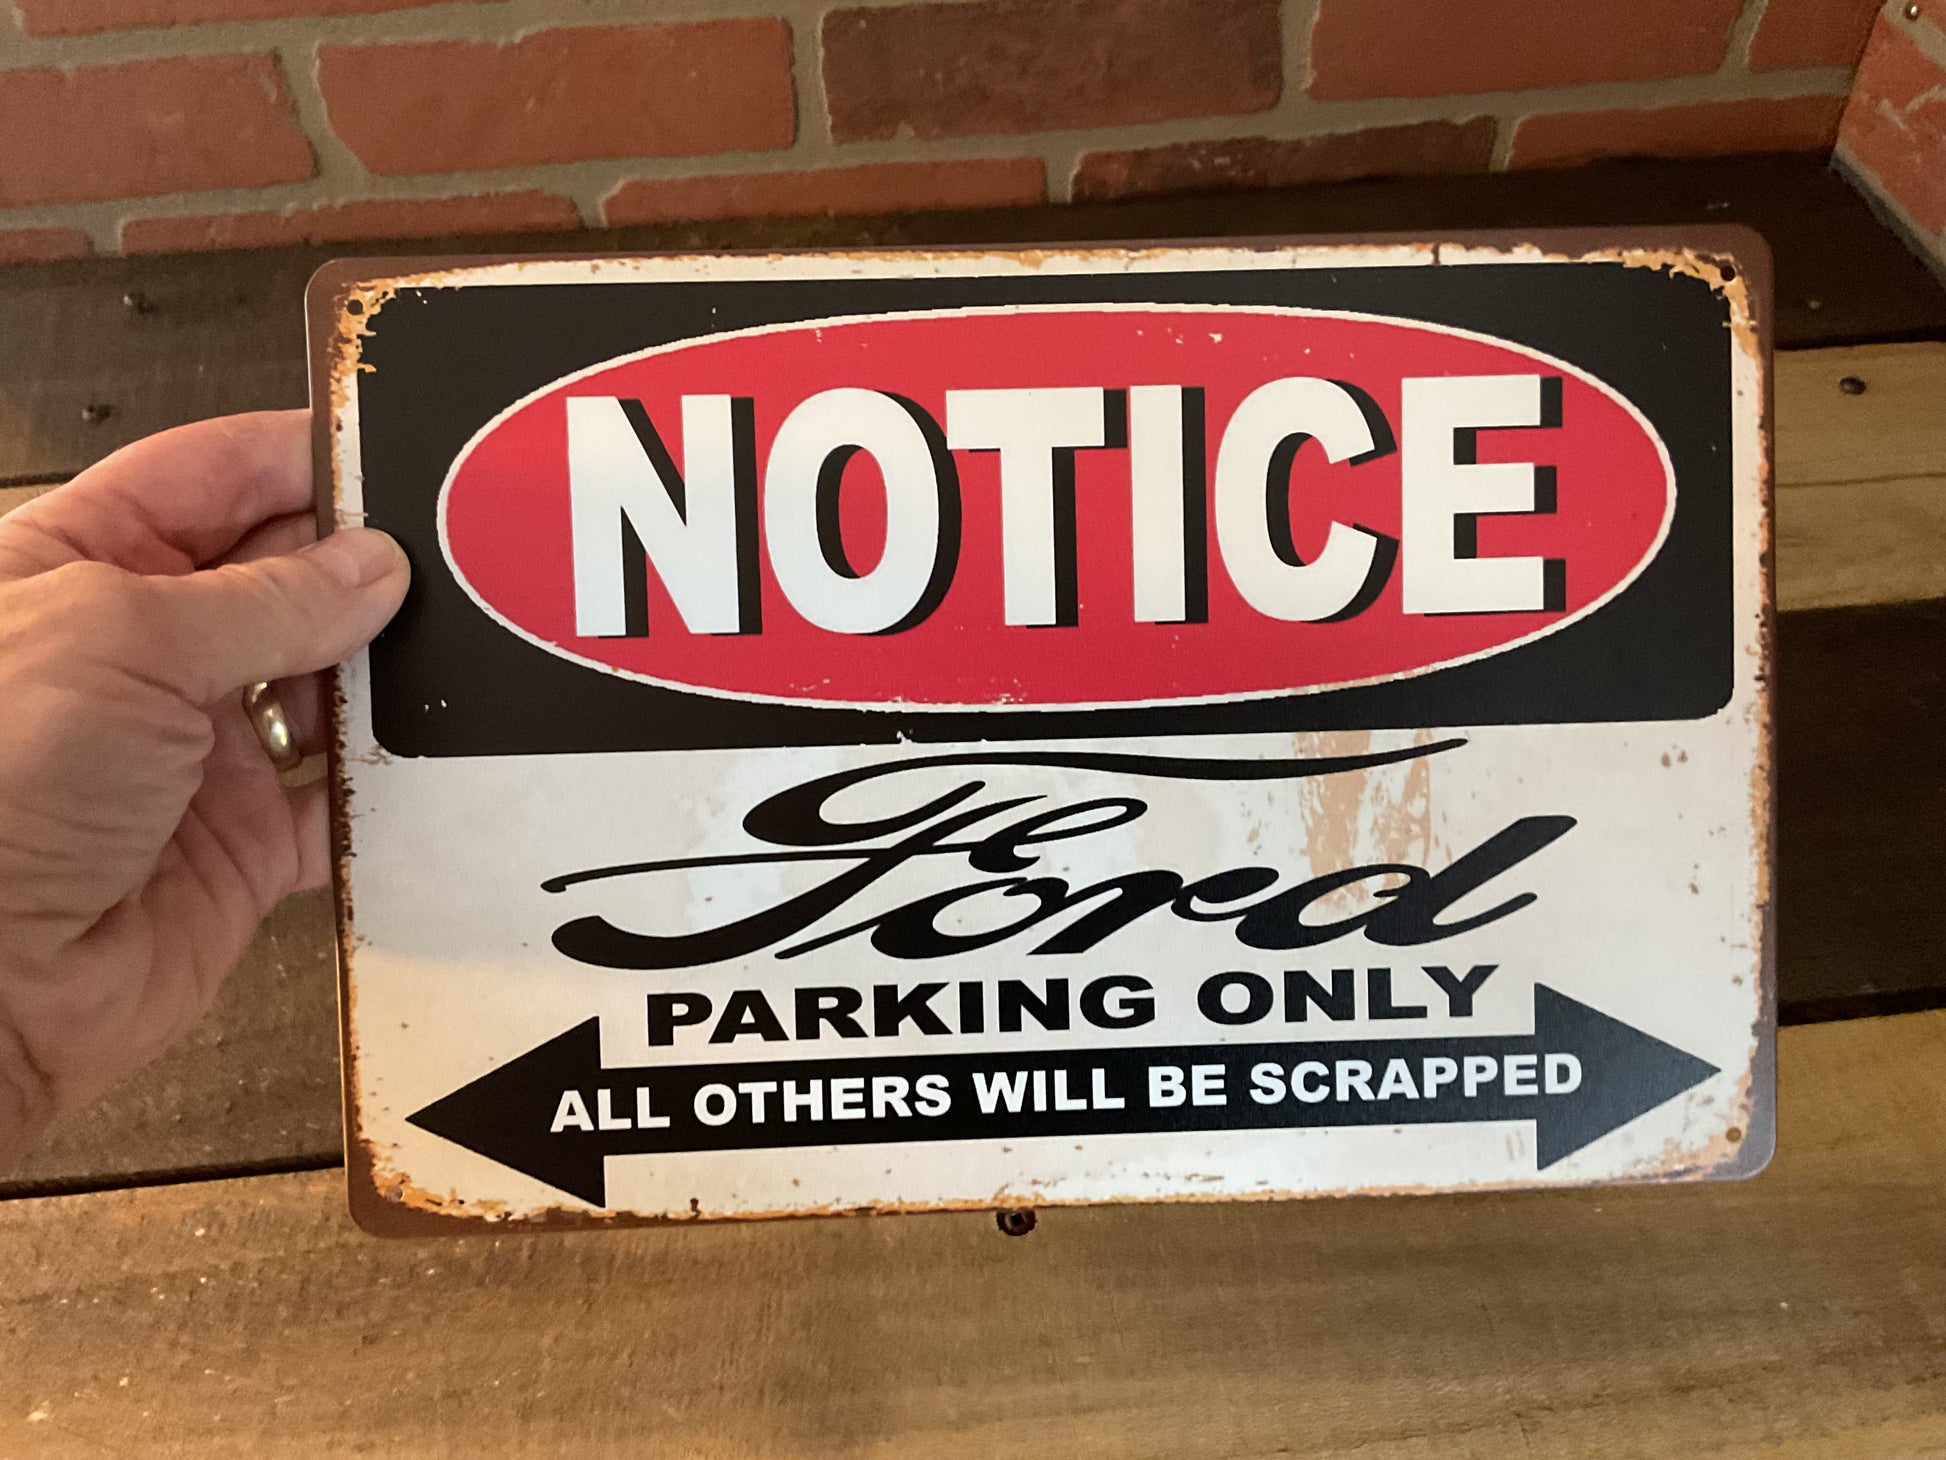 NOTICE
Ford
PARKING ONLY
ALL OTHERS WILL BE SCRAPPED